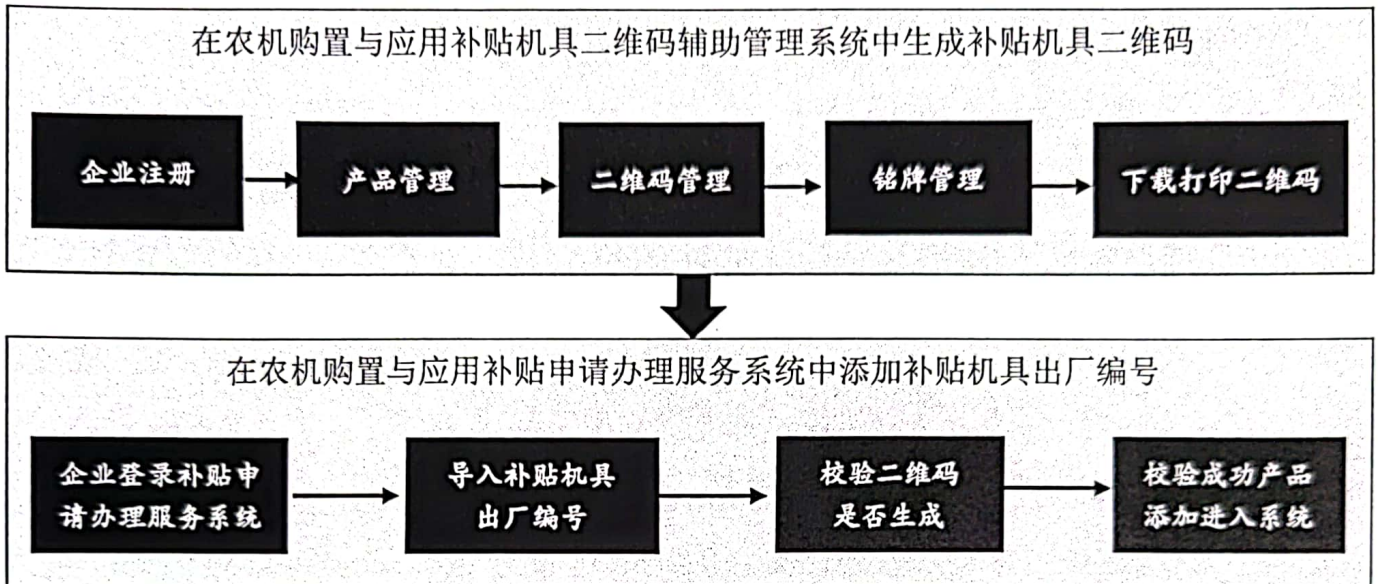 在农机购置与应用补贴机具二维码辅助管理系统中生成补贴机具二维码
企业注册
产品管理
二维码管理
铭牌管理
下载打印二维码
在农机购置与应用补贴申请办理服务系统中添加补贴机具出厂编号
企业登录补贴申
请办理服务系统
导入补贴机具
出厂编号
校验二维码
是否生成
校验成功产品
添加进入系统